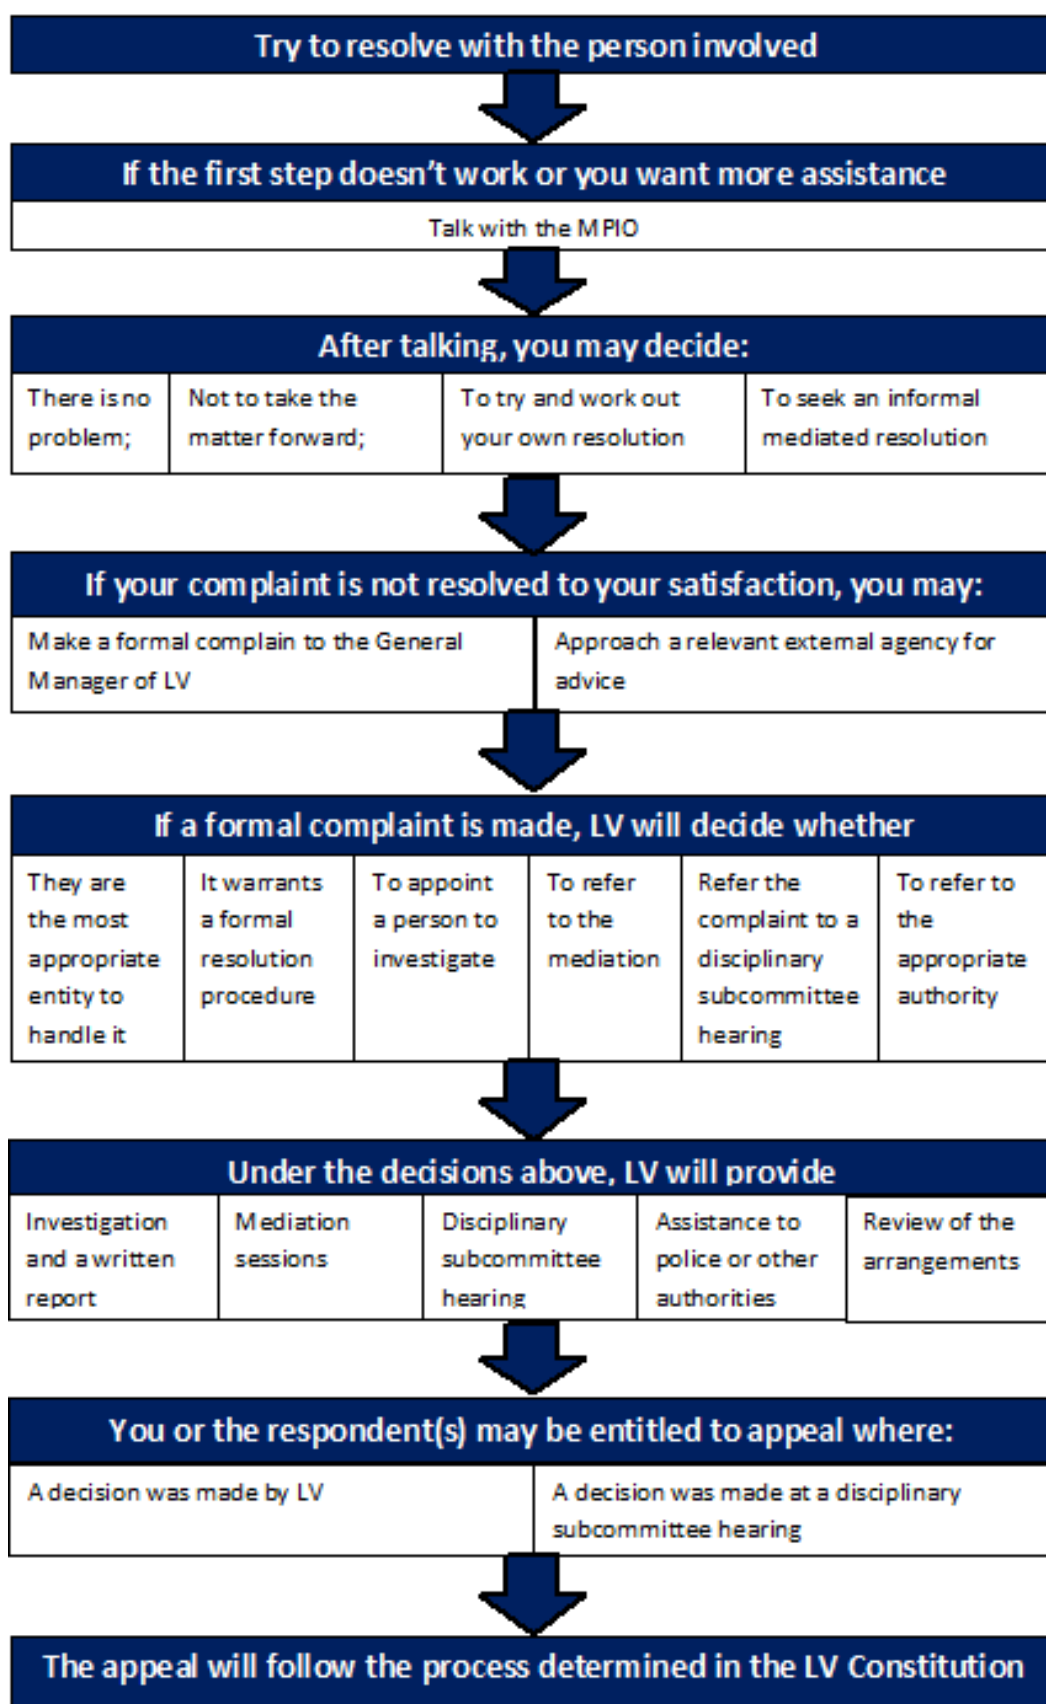 Try to resolve with the person involved
If the first step doesn't work or you want more assistance
Talk with the MPIO
After talking, you may decide:
There is no
problem;
Not to take the
matter forward;
To try and work out
your own resolution
To seek an informal
mediated resolution
If your complaint is not resolved to your satisfaction, you may:
Make a formal complain to the General
Manager of LV
Approach a relevant external agency for
advice
If a formal complaint is made, LV will decide whether
They are
the most
appropriate
entity to
handle it
It warrants
a formal
resolution
procedure
To appoint
a person to
investigate
To refer
to the
mediation
Refer the
complaint to a
disciplinary
subcommittee
hearing
To refer to
the
appropriate
authority
Under the decisions above, LV will provide
Investigation
and a written
report
Mediation
sessions
Disciplinary
subcommittee
hearing
Assistance to
police or other
authorities
Review of the
arrangements
You or the respondent(s) may be entitled to appeal where:
A decision was made by LV
A decision was made at a disciplinary
subcommittee hearing
The appeal will follow the process determined in the LV Constitution